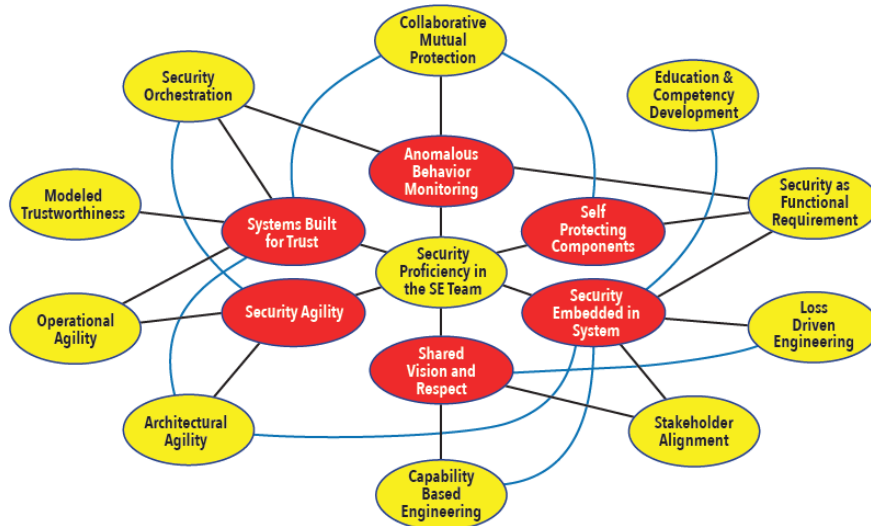 Collaborative
Mutual
Protection
Security
Orchestration
Education &
Competency
Development
Anomalous
Behavior
Monitoring
Modeled
Trustworthiness
Systems Built
for Trust
Self
Protecting
Components
Security as
Functional
Requirement
Security
Proficiency in
the SE Team
Operational
Agility
Security Agility
Security
Embedded in
System
Loss
Driven
Engineering
Shared
Vision and
Respect
Architectural
Agility
Stakeholder
Alignment
Capability
Based
Engineering